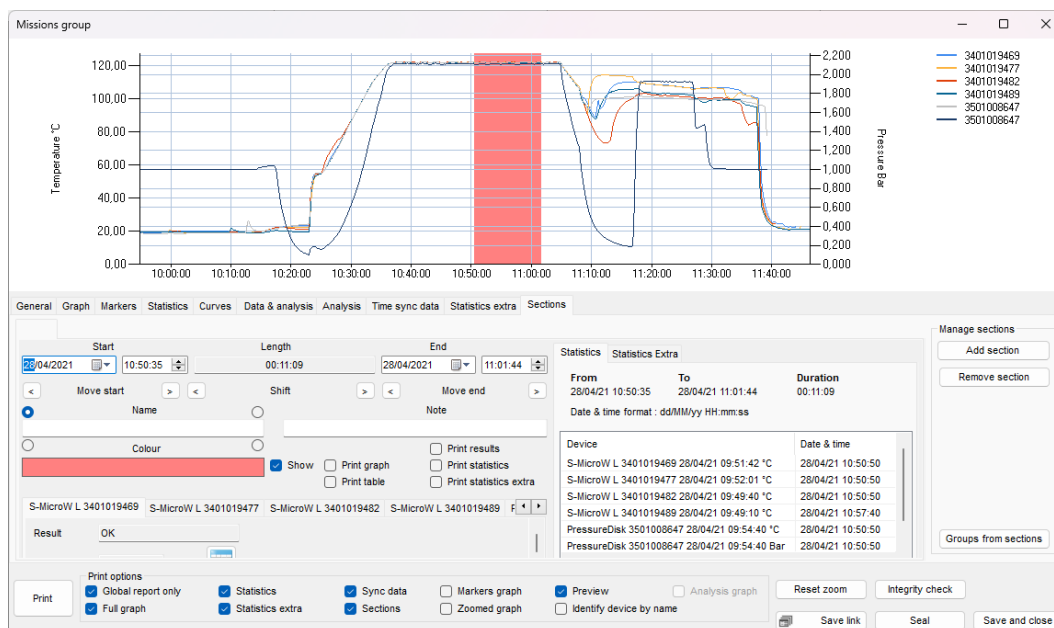 Missions group
120,00
100,00
80,00
60,00
40,00
20,00
0,00
Temperature °C
2,200
2,000
1,800
1,600
1,400
1,200
1,000
0,800
0,600
0,400
0,200
0,000
Pressure Bar
10:00:00 10:10:00 10:20:00 10:30:00 10:40:00 10:50:00 11:00:00 11:10:00 11:20:00 11:30:00 11:40:00
3401019469
3401019477
3401019482
3401019489
3501008647
3501008647
General Graph Markers Statistics Curves Data & analysis Analysis Time sync data Statistics extra Sections
Start Length End
28/04/2021 10:50:35 00:11:09 28/04/2021 11:01:44
< Move start > < Shift > < Move end >
Name Note
Colour
Show Print graph Print results
Print table Print statistics
Print statistics extra
S-MicroW L 3401019469 S-MicroW L 3401019477 S-MicroW L 3401019482 S-MicroW L 3401019489
Result OK
Statistics Statistics Extra
From To Duration
28/04/21 10:50:35 28/04/21 11:01:44 00:11:09
Date & time format : dd/MM/yy HH:mm:ss
Device Date & time
S-MicroW L 3401019469 28/04/21 09:51:42 °C 28/04/21 10:50:50
S-MicroW L 3401019477 28/04/21 09:52:01 °C 28/04/21 10:50:50
S-MicroW L 3401019482 28/04/21 09:49:40 °C 28/04/21 10:50:50
S-MicroW L 3401019489 28/04/21 09:49:10 °C 28/04/21 10:57:40
PressureDisk 3501008647 28/04/21 09:54:40 °C 28/04/21 10:50:50
PressureDisk 3501008647 28/04/21 09:54:40 Bar 28/04/21 10:50:50
Manage sections
Add section
Remove section
Groups from sections
Print
Print options
Global report only Statistics Sync data Markers graph Preview Analysis graph
Full graph Statistics extra Sections Zoomed graph Identify device by name
Reset zoom Integrity check
Save link Seal Save and close